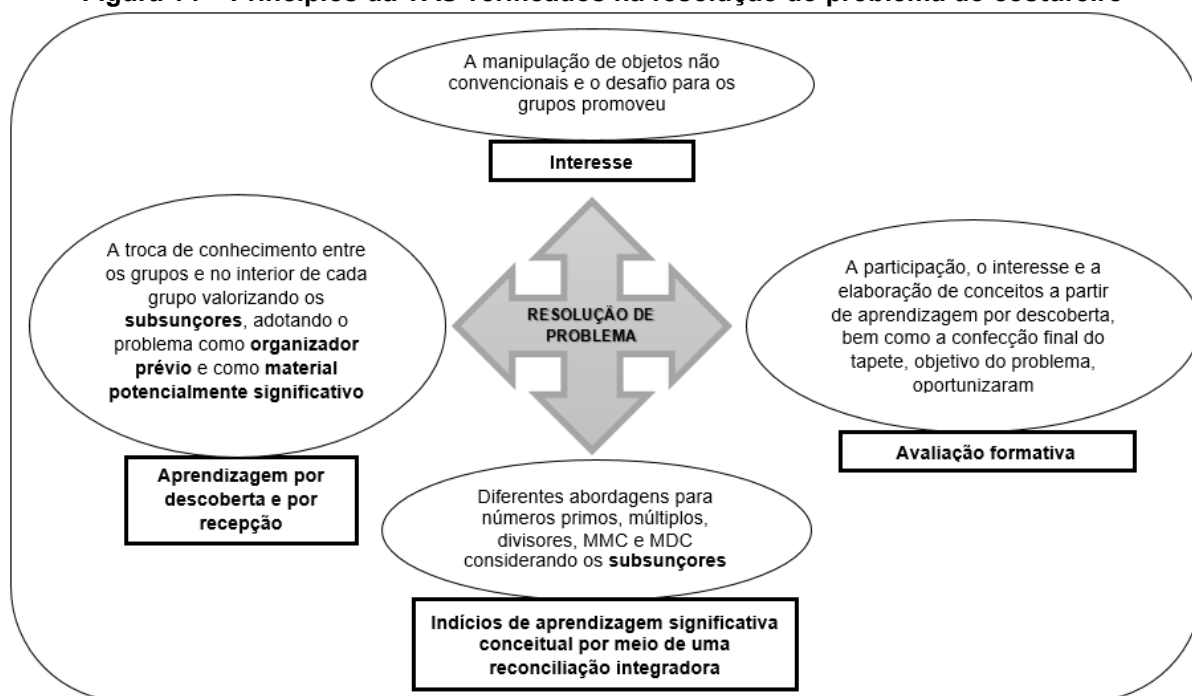 A manipulação de objetos não
convencionais e o desafio para os
grupos promoveu
Interesse
A troca de conhecimento entre
os grupos e no interior de cada
grupo valorizando os
subsunçores, adotando o
problema como organizador
prévio e como material
potencialmente significativo
Aprendizagem por
descoberta e por
recepção
RESOLUÇÃO DE
PROBLEMA
A participação, o interesse e a
elaboração de conceitos a partir
de aprendizagem por descoberta,
bem como a confecção final do
tapete, objetivo do problema,
oportunizaram
Avaliação formativa
Diferentes abordagens para
números primos, múltiplos,
divisores, MMC e MDC
considerando os subsunçores
Indícios de aprendizagem significativa
conceitual por meio de uma
reconciliação integradora